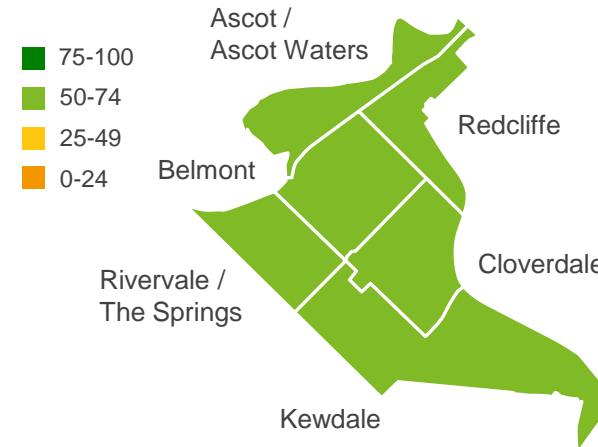 Ascot /
Ascot Waters
75-100
50-74
25-49
0-24
Redcliffe
Belmont
Cloverdale
Rivervale /
The Springs
Kewdale